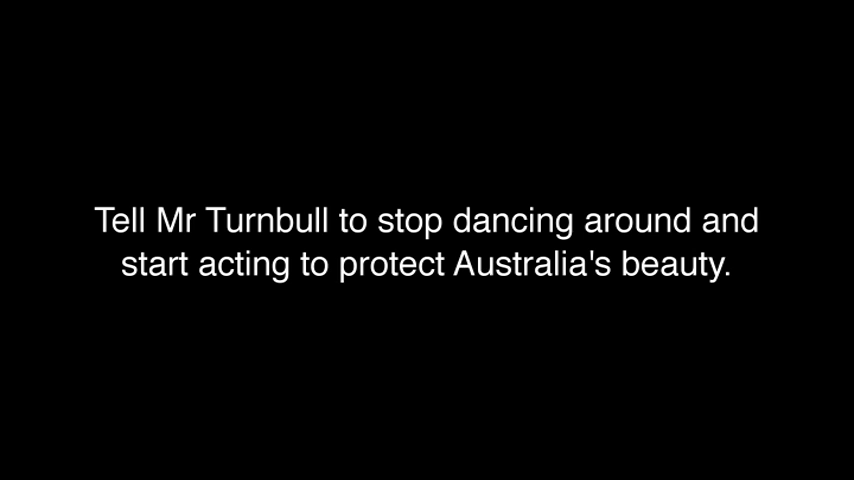 Tell Mr Turnbull to stop dancing around and
start acting to protect Australia's beauty.